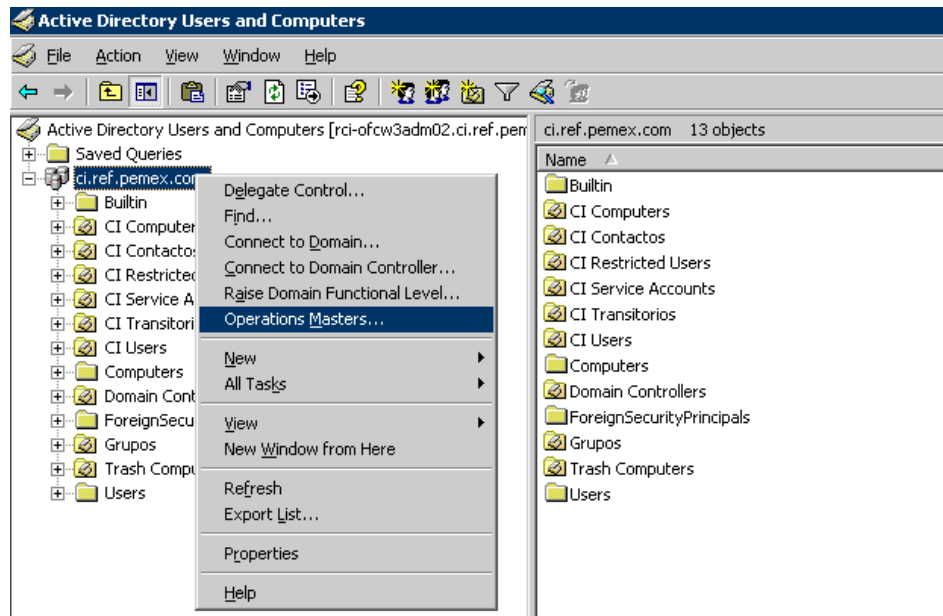 Active Directory Users and Computers
File Action View Window Help
Active Directory Users and Computers [rci-ofcw3adm02.ci.ref.pem
Saved Queries
ci.ref.pemex.com
Builtin
CI Computer
CI Contactos
CI Restricted
CI Service A
CI Transitori
CI Users
Computers
Domain Cont
ForeignSecu
Grupos
Trash Compu
Users
Delegate Control...
Find...
Connect to Domain...
Connect to Domain Controller...
Raise Domain Functional Level...
Operations Masters...
New
All Tasks
View
New Window from Here
Refresh
Export List...
Properties
Help
ci.ref.pemex.com 13 objects
Name
Builtin
CI Computers
CI Contactos
CI Restricted Users
CI Service Accounts
CI Transitorios
CI Users
Computers
Domain Controllers
ForeignSecurityPrincipals
Grupos
Trash Computers
Users